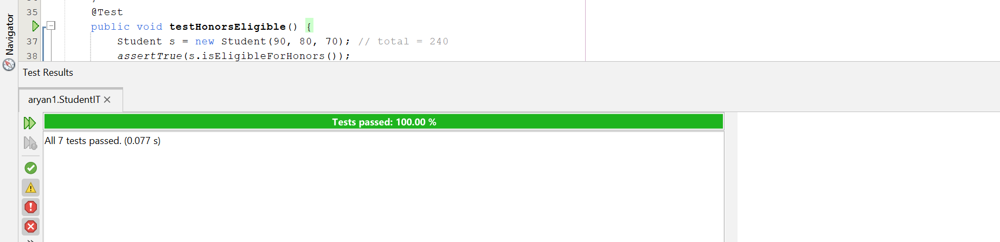 Navigator
35 @Test
public void testHonorsEligible() {
37 Student s = new Student(90, 80, 70); // total = 240
38 assertTrue(s.isEligibleForHonors());
Test Results
aryan1.StudentIT
Tests passed: 100.00 %
All 7 tests passed. (0.077 s)